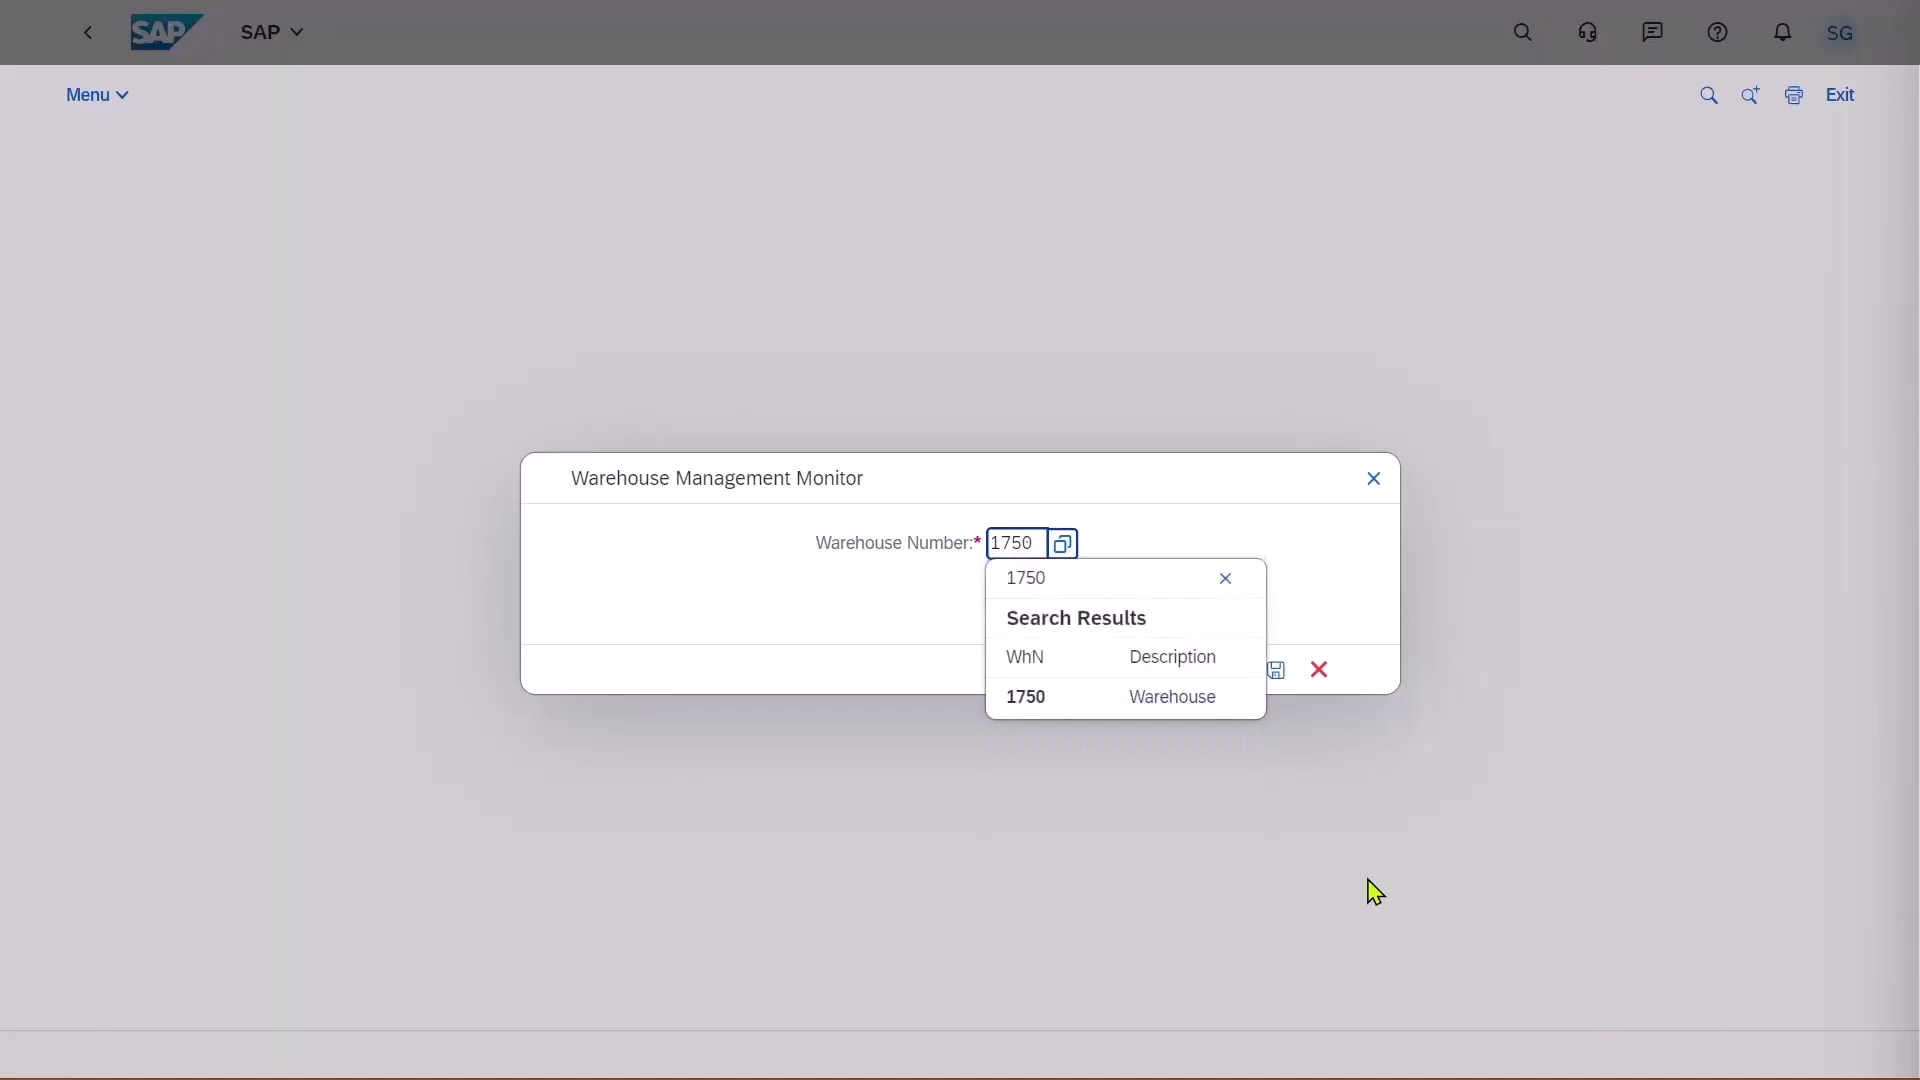 SAP SAP SG
Menu Exit
Warehouse Management Monitor
Warehouse Number:* 1750
1750
Search Results
WhN Description
1750 Warehouse